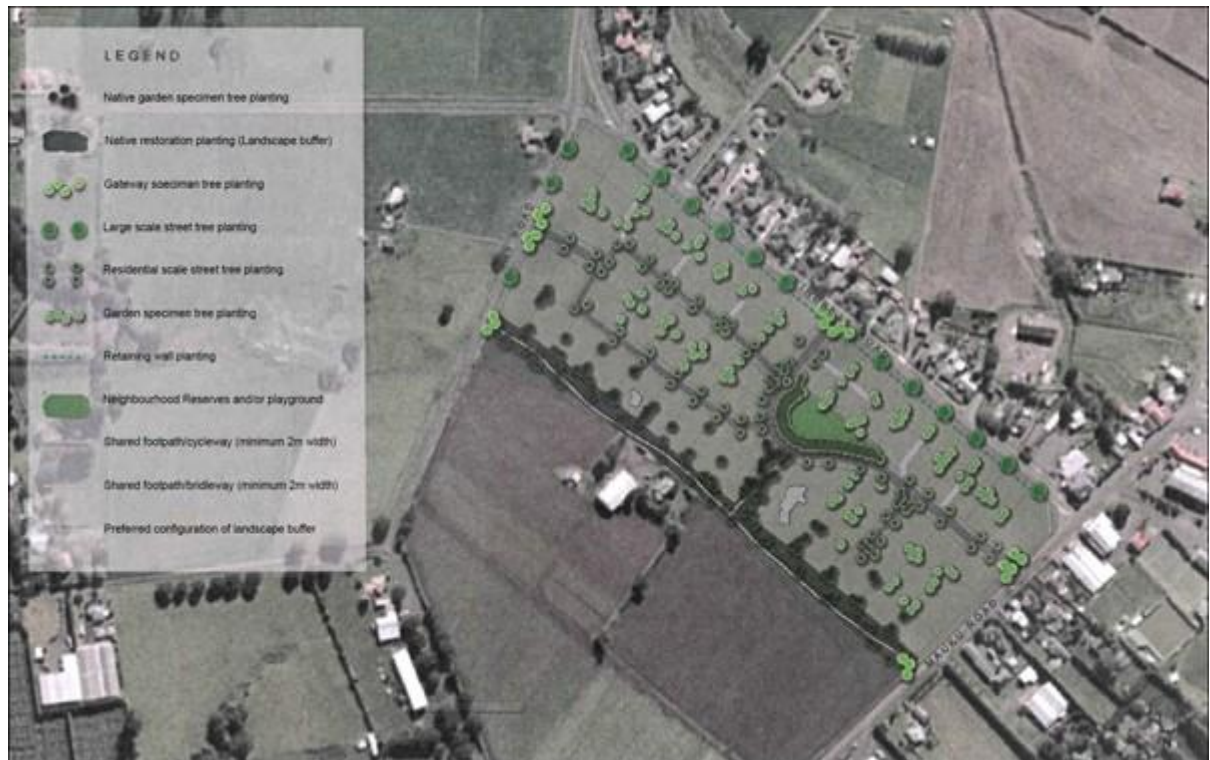 LEGEND
Native garden specimen tree planting
Native restoration planting (Landscape buffer)
Gateway specimen tree planting
Large scale street tree planting
Residential scale street tree planting
Garden specimen tree planting
Retaining wall planting
Neighbourhood Reserves and/or playground
Shared footpath/cycleway (minimum 2m width)
Shared footpath/bridleway (minimum 2m width)
Preferred configuration of landscape buffer
ROAD